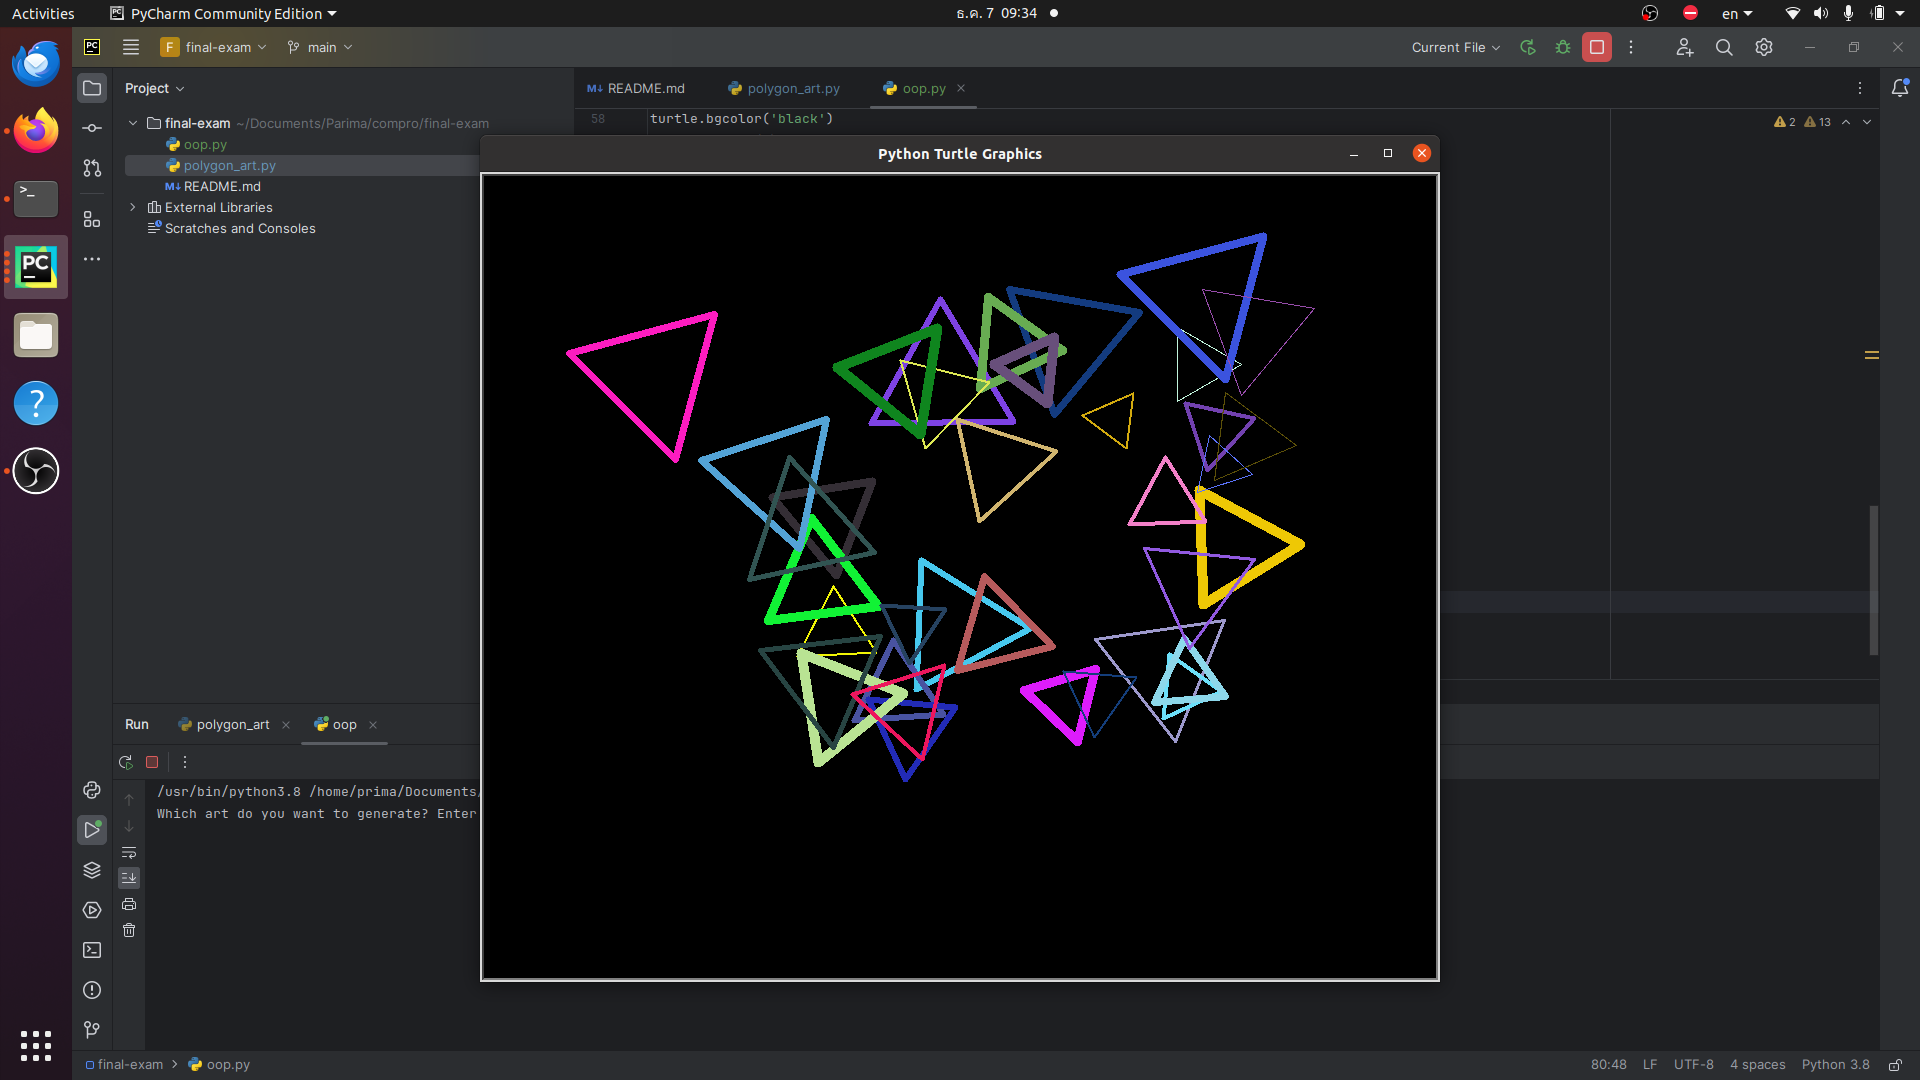 Activities
PyCharm Community Edition
ธ.ค. 7 09:34
en
PC
F final-exam
main
Current File
Project
README.md
polygon_art.py
oop.py
final-exam ~/Documents/Parima/compro/final-exam
oop.py
polygon_art.py
README.md
External Libraries
Scratches and Consoles
58 turtle.bgcolor('black')
2 13
Python Turtle Graphics
PC
Run
polygon_art
oop
/usr/bin/python3.8 /home/prima/Documents/
Which art do you want to generate? Enter
final-exam > oop.py
80:48 LF UTF-8 4 spaces Python 3.8